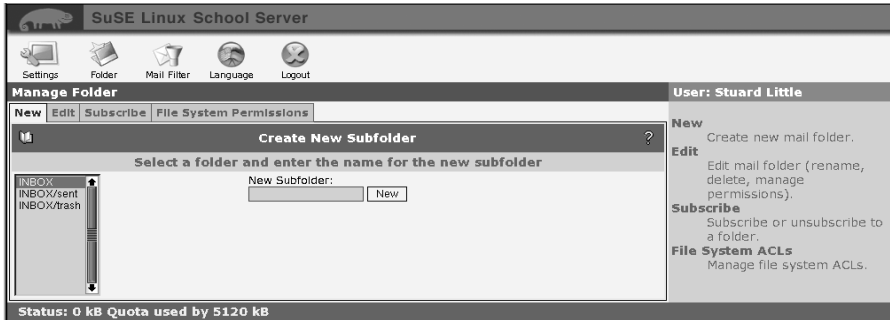 SuSE Linux School Server
Settings Folder Mail Filter Language Logout
Manage Folder
New Edit Subscribe File System Permissions
Create New Subfolder ?
Select a folder and enter the name for the new subfolder
INBOX
INBOX/sent
INBOX/trash
New Subfolder:
New
User: Stuard Little
New
Create new mail folder.
Edit
Edit mail folder (rename,
delete, manage
permissions).
Subscribe
Subscribe or unsubscribe to
a folder.
File System ACLs
Manage file system ACLs.
Status: 0 kB Quota used by 5120 kB